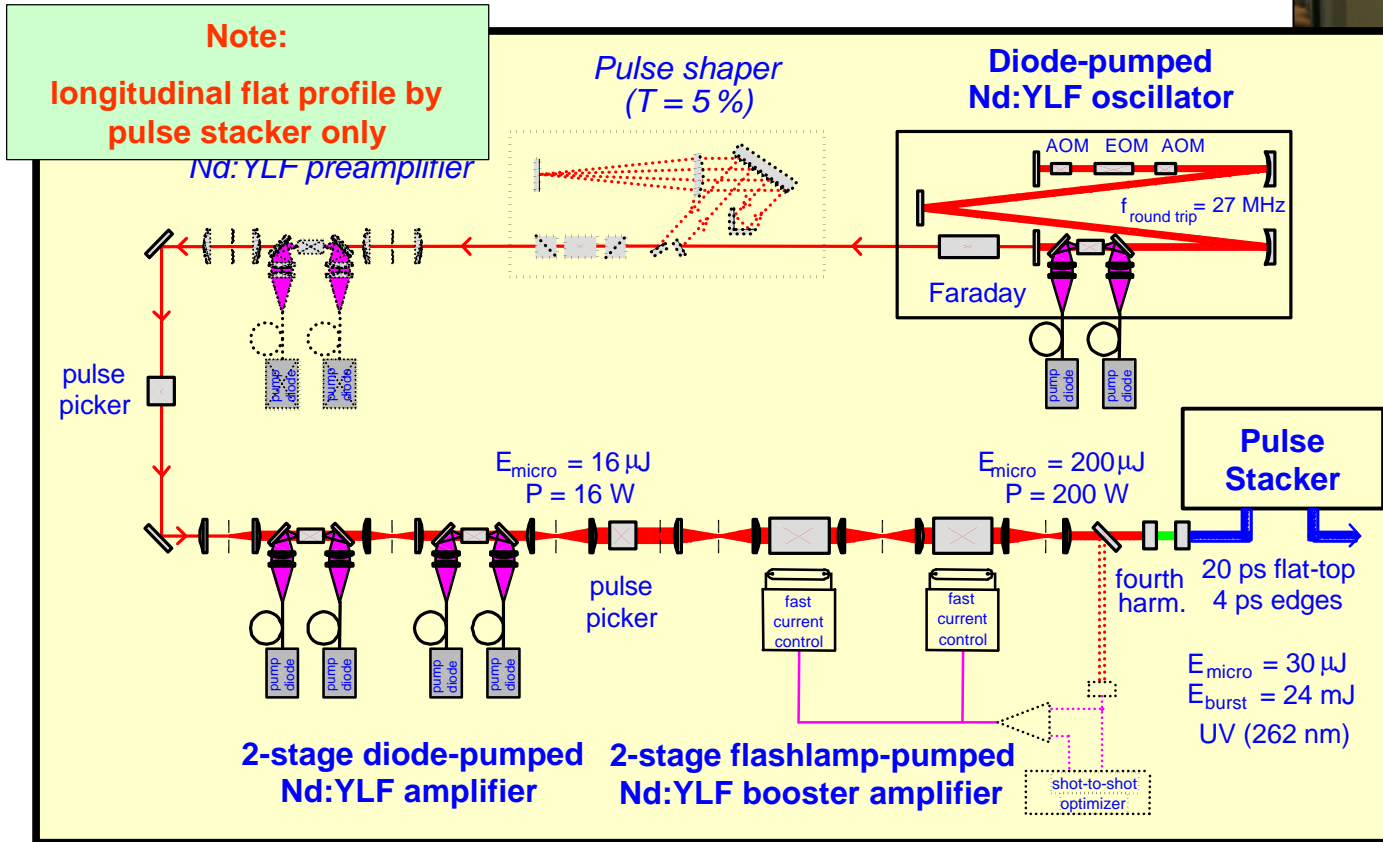 Note:
longitudinal flat profile by
pulse stacker only
Nd:YLF preamplifier
Pulse shaper
(T = 5 %)
Diode-pumped
Nd:YLF oscillator
AOM EOM AOM
f round trip = 27 MHz
Faraday
pump diode
pump diode
pump diode
pump diode
pulse
picker
E micro = 16 µJ
P = 16 W
E micro = 200 µJ
P = 200 W
Pulse
Stacker
pulse
picker
fast
current
control
fast
current
control
fourth
harm.
20 ps flat-top
4 ps edges
pump diode
pump diode
pump diode
pump diode
E micro = 30 µJ
E burst = 24 mJ
UV (262 nm)
2-stage diode-pumped
Nd:YLF amplifier
2-stage flashlamp-pumped
Nd:YLF booster amplifier
shot-to-shot
optimizer